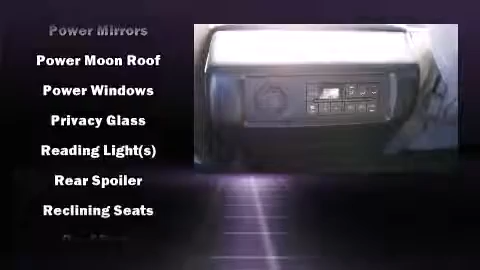 Power Mirrors
Power Moon Roof
Power Windows
Privacy Glass
Reading Light(s)
Rear Spoiler
Reclining Seats